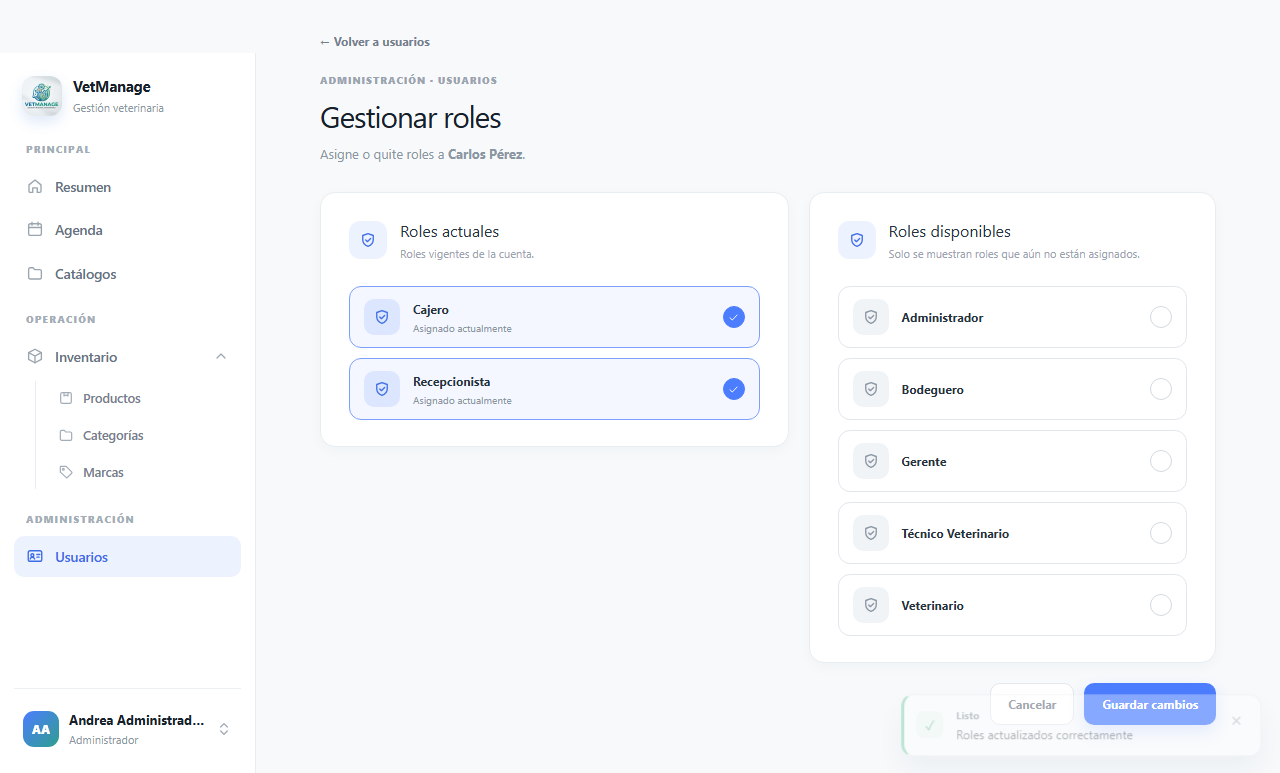 ← Volver a usuarios
VETMANAGE
VetManage
Gestión veterinaria
PRINCIPAL
Resumen
Agenda
Catálogos
OPERACIÓN
Inventario
Productos
Categorías
Marcas
ADMINISTRACIÓN
Usuarios
AA
Andrea Administrad...
Administrador
ADMINISTRACIÓN · USUARIOS
Gestionar roles
Asigne o quite roles a Carlos Pérez.
Roles actuales
Roles vigentes de la cuenta.
Cajero
Asignado actualmente
Recepcionista
Asignado actualmente
Roles disponibles
Solo se muestran roles que aún no están asignados.
Administrador
Bodeguero
Gerente
Técnico Veterinario
Veterinario
Cancelar
Guardar cambios
Listo
Roles actualizados correctamente